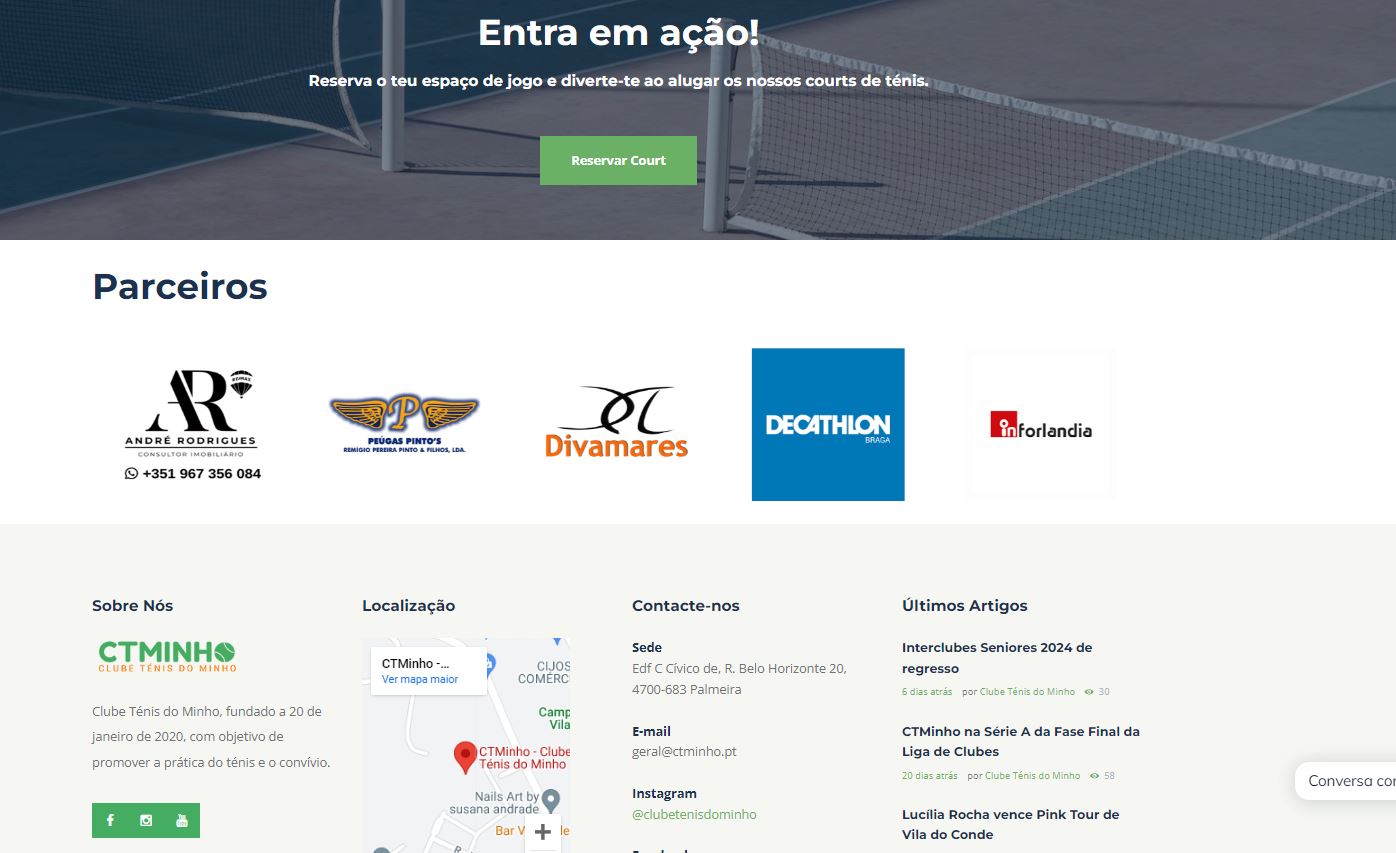 Entra em ação!
Reserva o teu espaço de jogo e diverte-te ao alugar os nossos courts de ténis.
Reservar Court
Parceiros
AR
RE/MAX
ANDRÉ RODRIGUES
CONSULTOR IMOBILIÁRIO
+351 967 356 084
P
PEÚGAS PINTO'S
REMÍGIO PEREIRA PINTO & FILHOS, LDA.
Divamares
DECATHLON
BRAGA
inforlandia
Sobre Nós
CTMINHO
CLUBE TÉNIS DO MINHO
Clube Ténis do Minho, fundado a 20 de
janeiro de 2020, com objetivo de
promover a prática do ténis e o convívio.
Localização
CTMinho -...
Ver mapa maior
CIJOS
COMÉRC
Camp
Vila
CTMinho - Clube
Ténis do Minho
Nails Art by
susana andrade
Bar V
le
R.
Contacte-nos
Sede
Edf C Cívico de, R. Belo Horizonte 20,
4700-683 Palmeira
E-mail
geral@ctminho.pt
Instagram
@clubetenisdominho
Últimos Artigos
Interclubes Seniores 2024 de
regresso
6 dias atrás por Clube Ténis do Minho 30
CTMinho na Série A da Fase Final da
Liga de Clubes
20 dias atrás por Clube Ténis do Minho 58
Lucília Rocha vence Pink Tour de
Vila do Conde
Conversa con